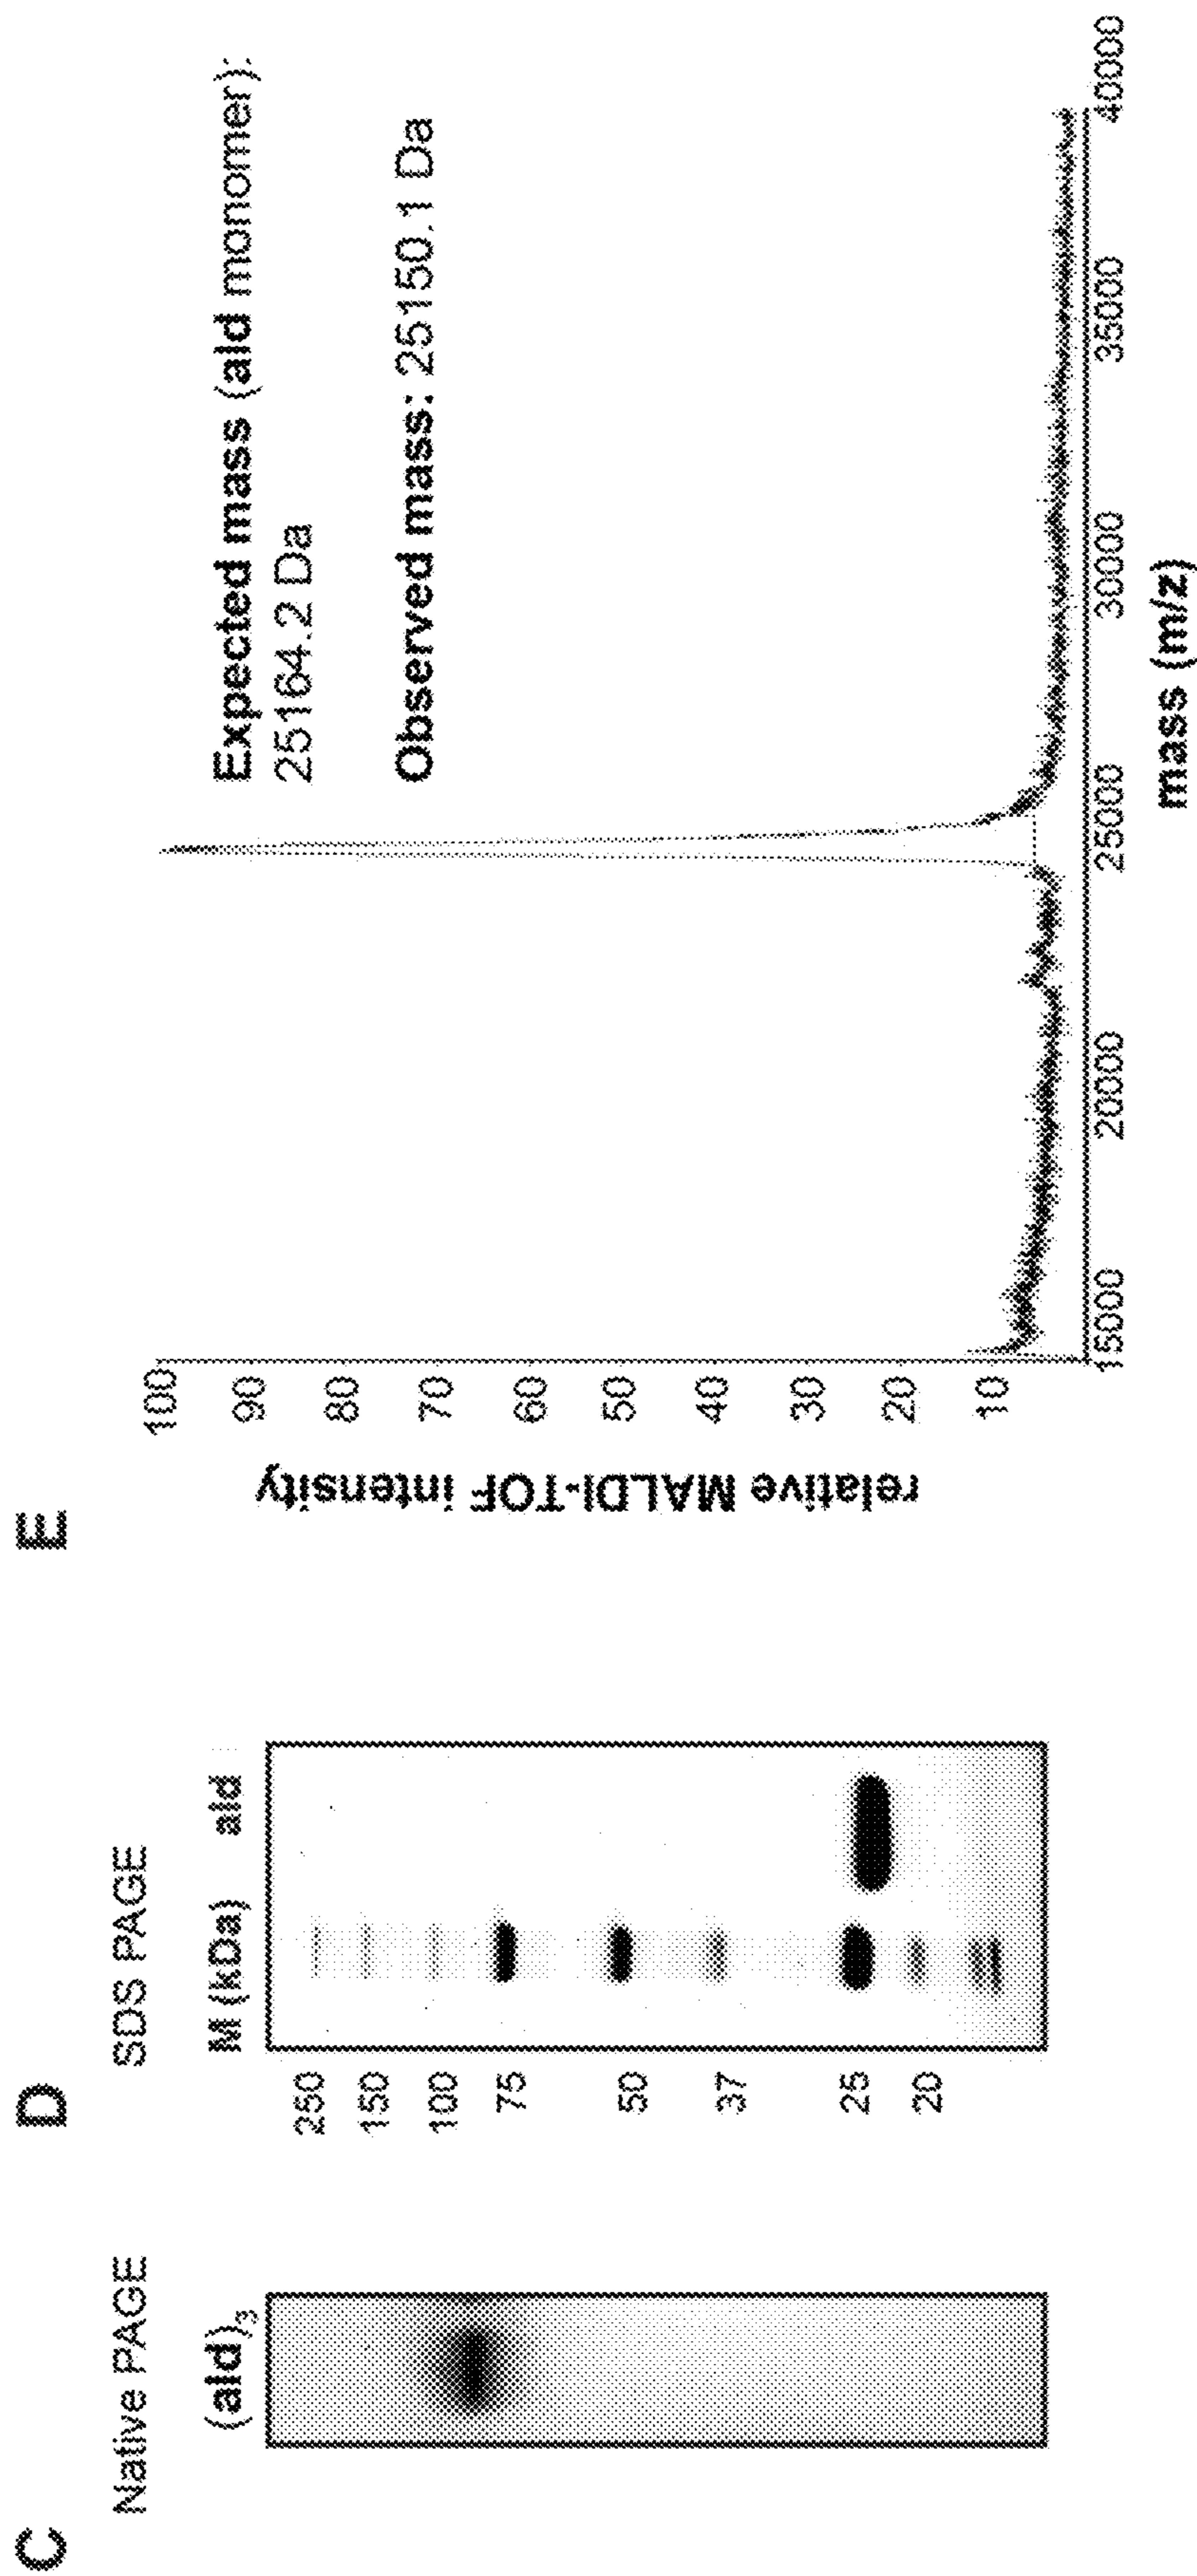 C
Native PAGE
(ald)3
D
SDS PAGE
M (kDa) ald
250
150
100
75
50
37
25
20
E
relative MALDI-TOF intensity
100
90
80
70
60
50
40
30
20
10
Expected mass (ald monomer):
25164.2 Da
Observed mass: 25150.1 Da
15000 20000 25000 30000 35000 40000
mass (m/z)